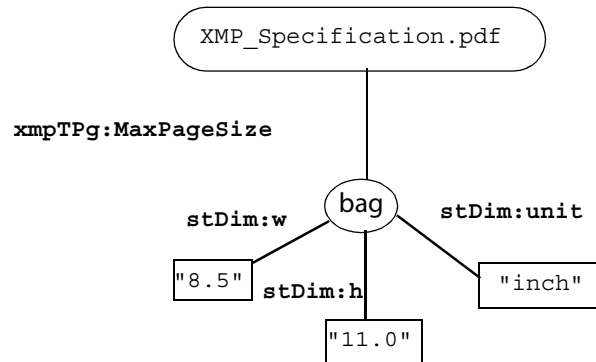 XMP_Specification.pdf
xmpTPg:MaxPageSize
bag
stDim:w
stDim:unit
"8.5"
stDim:h
"inch"
"11.0"